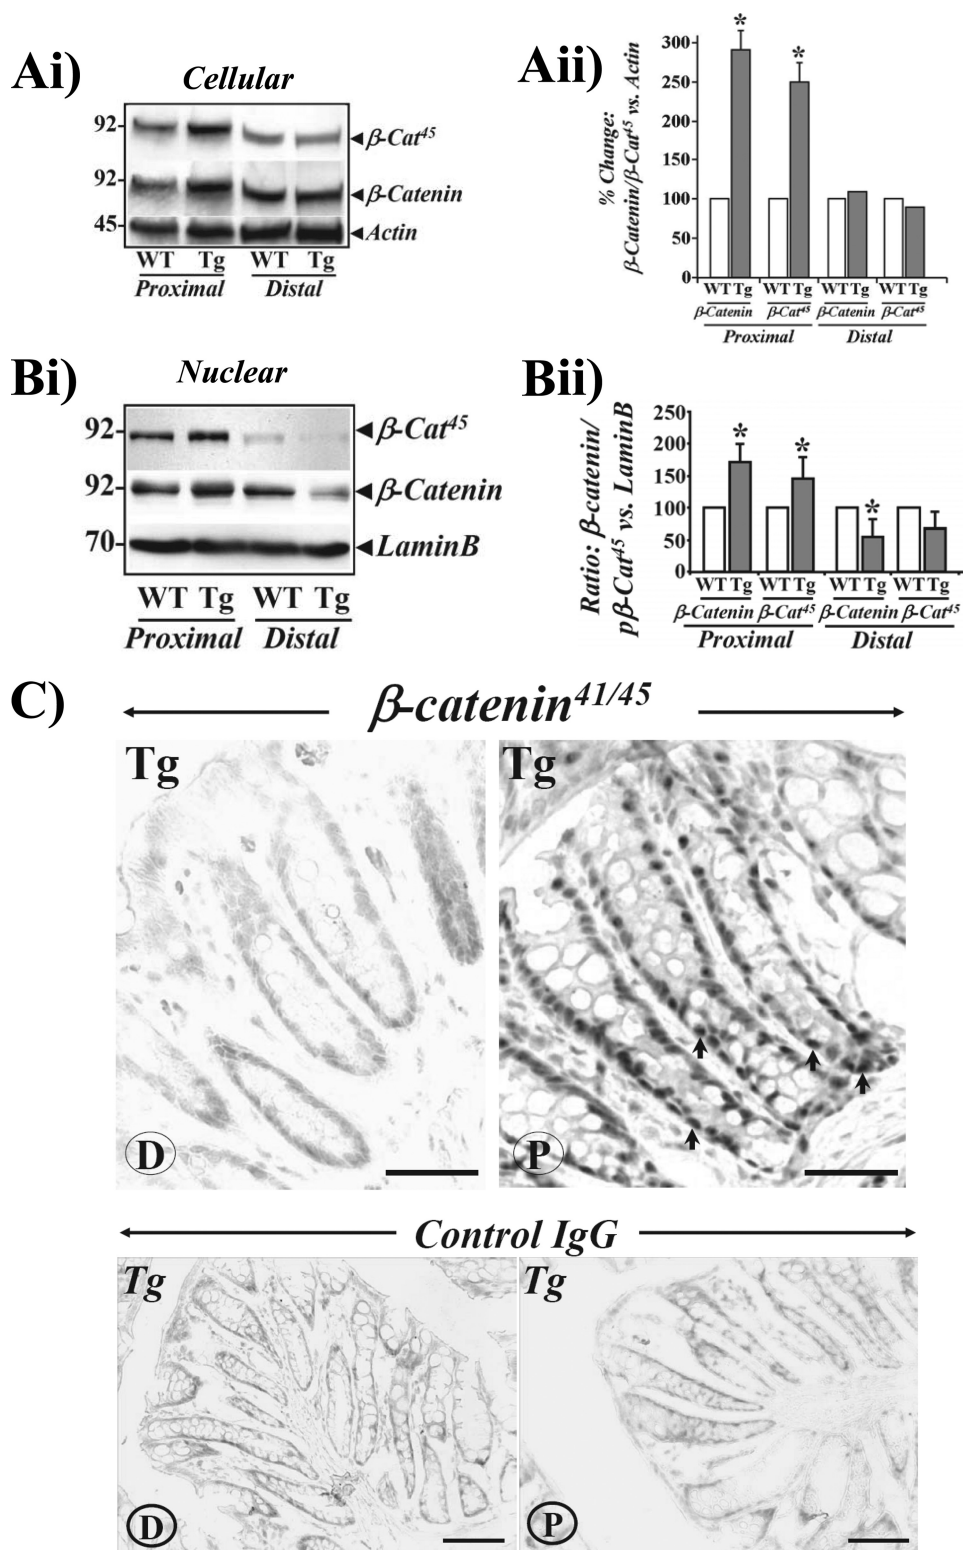 Ai)
Cellular
92
β-Cat⁴⁵
92
β-Catenin
45
Actin
WT Tg WT Tg
Proximal Distal
Aii)
% Change:
β-Catenin/β-Cat⁴⁵ vs. Actin
300
250
200
150
100
50
0
* *
WT Tg WT Tg WT Tg WT Tg
β-Catenin β-Cat⁴⁵ β-Catenin β-Cat⁴⁵
Proximal Distal
Bi)
Nuclear
92
β-Cat⁴⁵
92
β-Catenin
70
LaminB
WT Tg WT Tg
Proximal Distal
Bii)
Ratio: β-catenin/
pβ-Cat⁴⁵ vs. LaminB
250
200
150
100
50
0
* * *
WT Tg WT Tg WT Tg WT Tg
β-Catenin β-Cat⁴⁵ β-Catenin β-Cat⁴⁵
Proximal Distal
C)
β-catenin⁴¹/⁴⁵
Tg Tg
D P
Control IgG
Tg Tg
D P